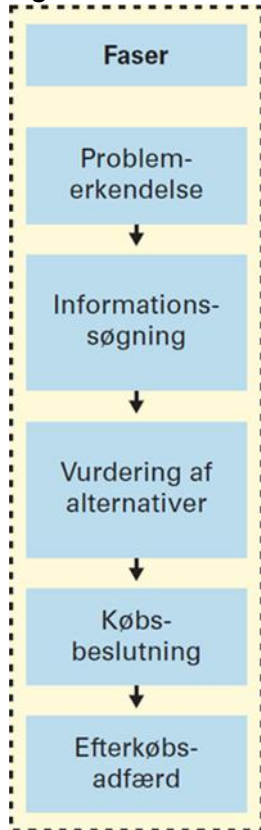 Faser
Problem-
erkendelse
Informations-
søgning
Vurdering af
alternativer
Købs-
beslutning
Efterkøbs-
adfærd